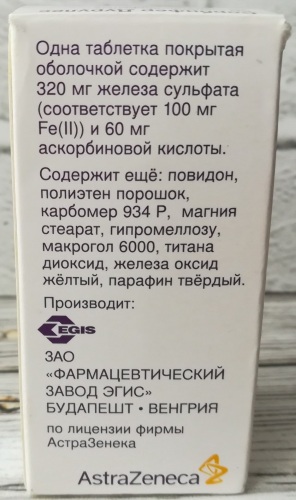 Одна таблетка покрытая
оболочкой содержит
320 мг железа сульфата
(соответствует 100 мг
Fe(II)) и 60 мг
аскорбиновой кислоты.
Содержит ещё: повидон,
полиэтен порошок,
карбомер 934 Р, магния
стеарат, гипромеллозу,
макрогол 6000, титана
диоксид, железа оксид
жёлтый, парафин твёрдый.
Производит:
EGIS
ЗАО
«ФАРМАЦЕВТИЧЕСКИЙ
ЗАВОД ЭГИС»
БУДАПЕШТ • ВЕНГРИЯ
по лицензии фирмы
АстраЗенека
AstraZeneca